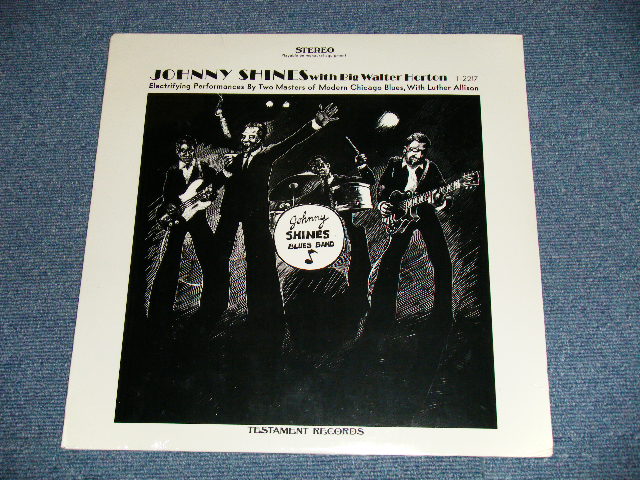 STEREO
JOHNNY SHINES with Big Walter Horton T-2217
Electrifying Performances By Two Masters of Modern Chicago Blues, With Luther Allison
Johnny
SHINES
BLUES BAND
TESTAMENT RECORDS